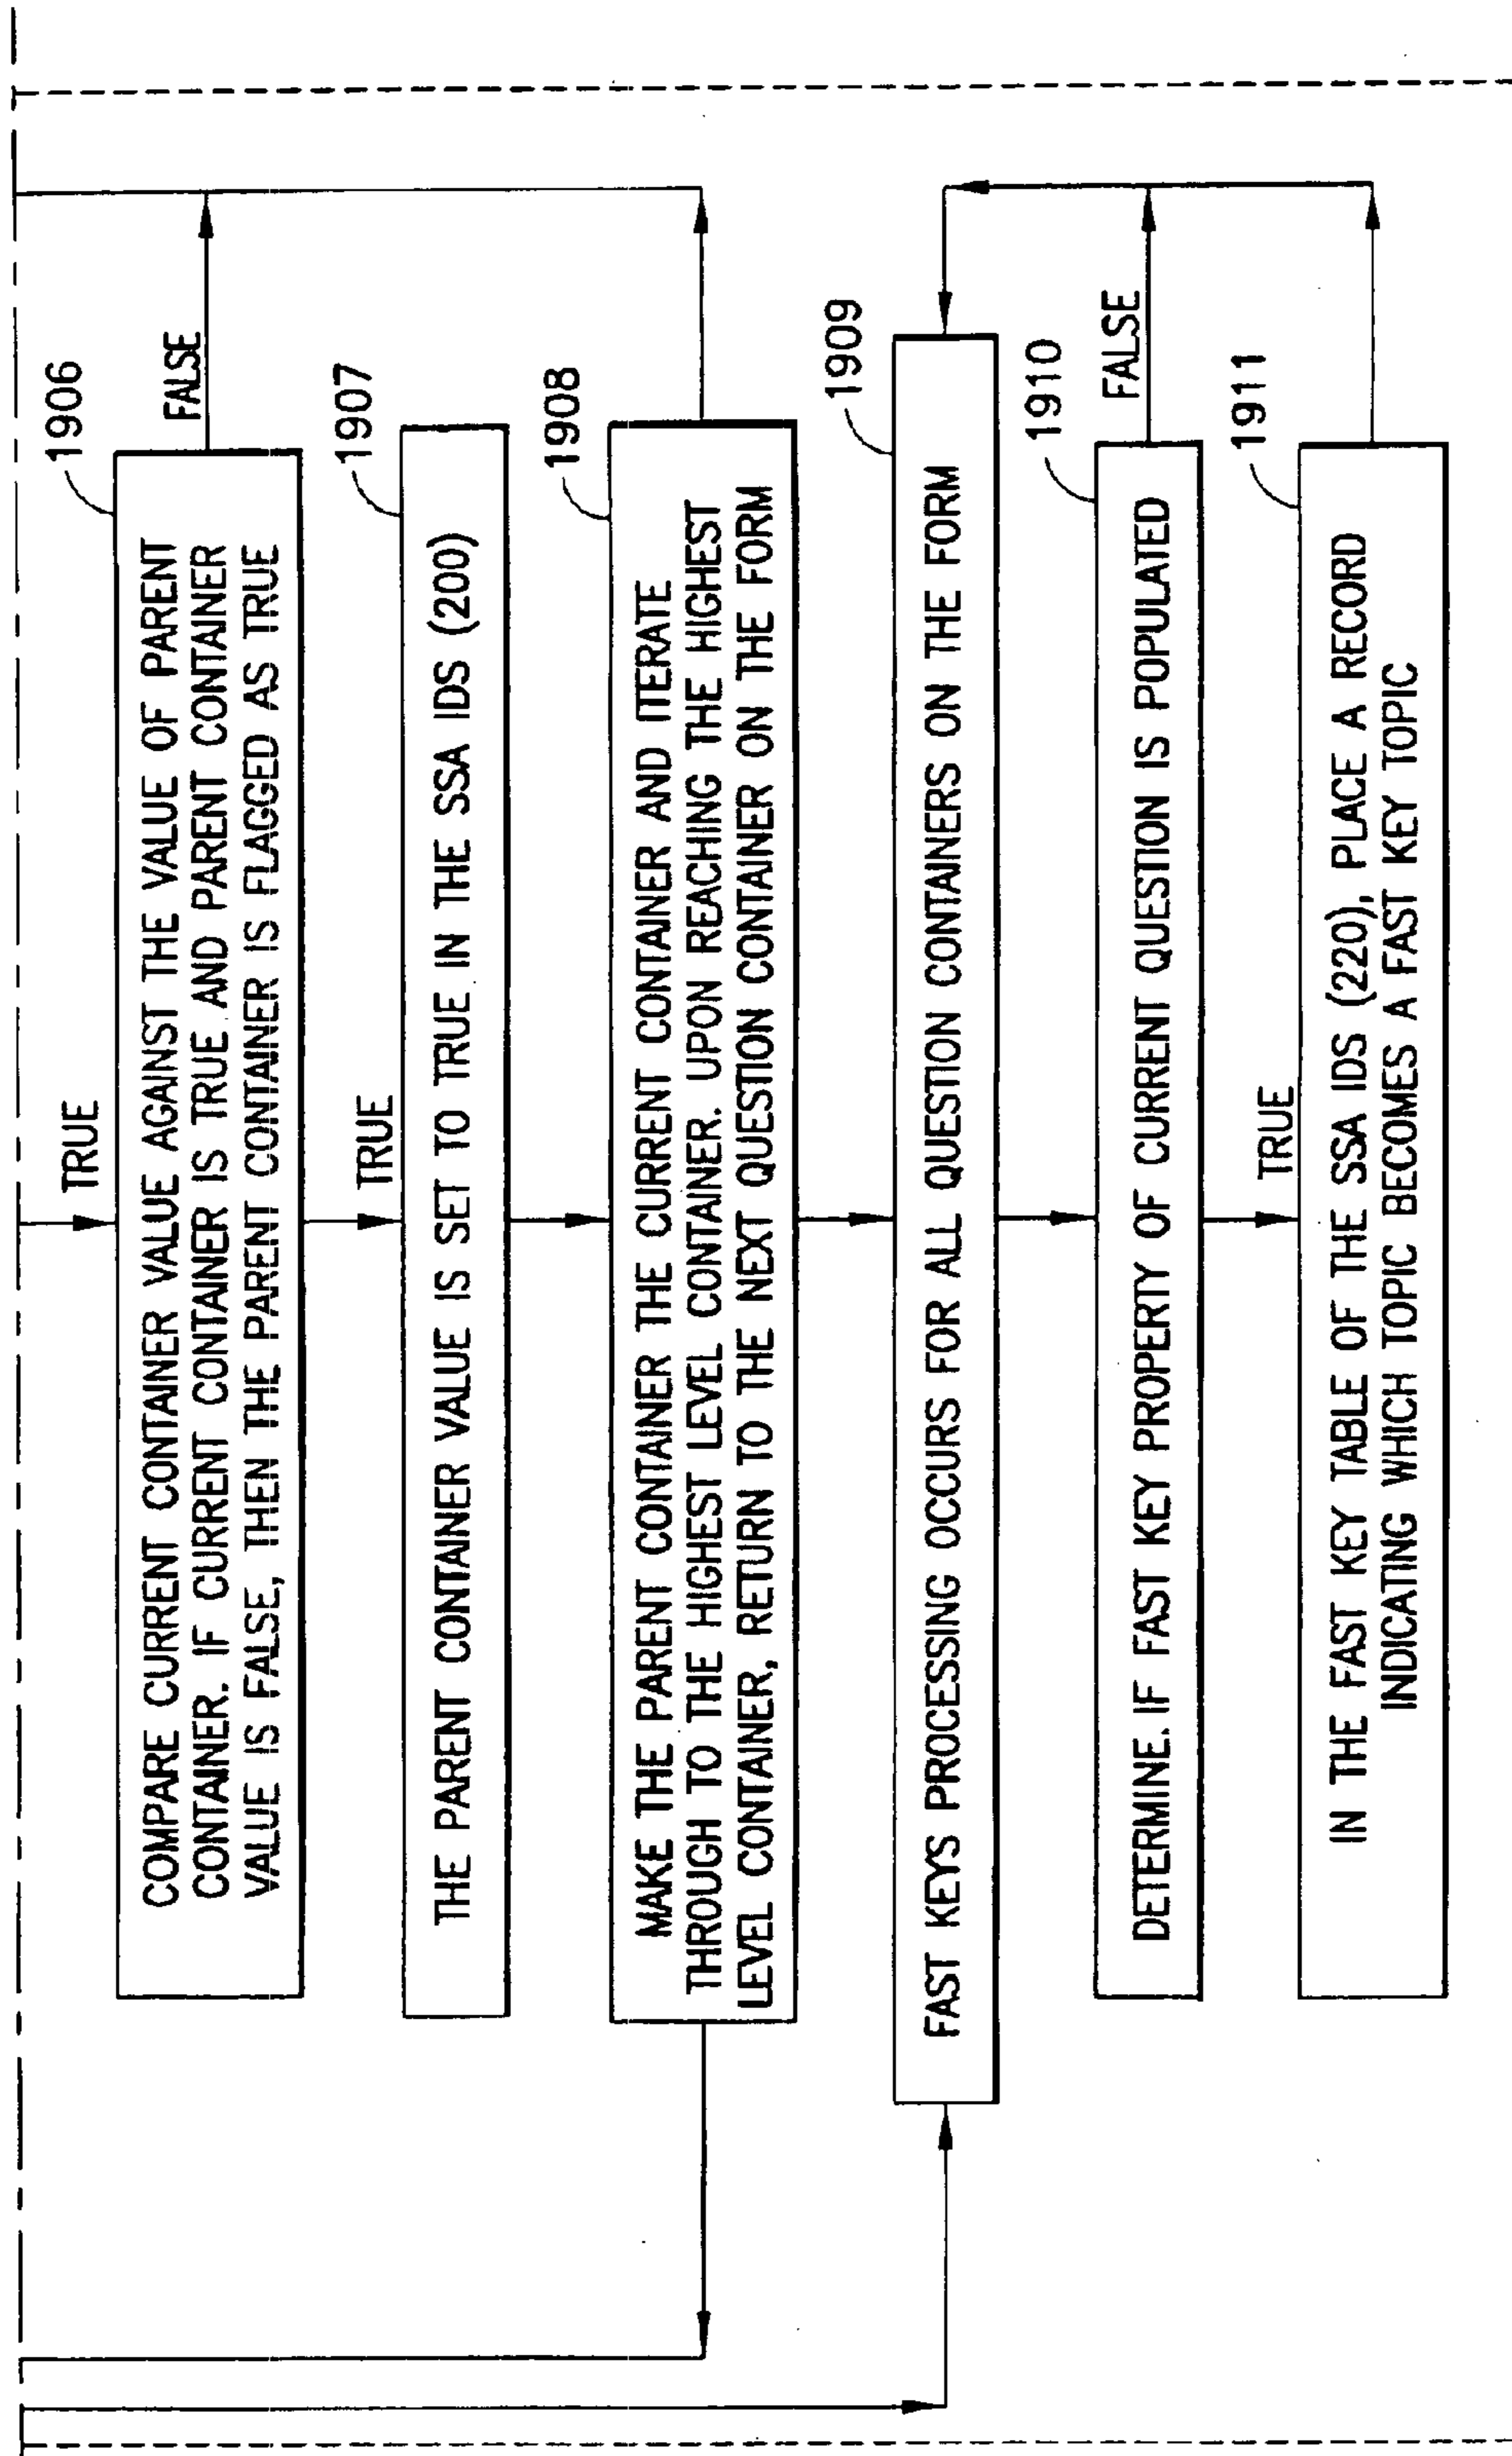 TRUE
1906
COMPARE CURRENT CONTAINER VALUE AGAINST THE VALUE OF PARENT
CONTAINER. IF CURRENT CONTAINER IS TRUE AND PARENT CONTAINER
VALUE IS FALSE, THEN THE PARENT CONTAINER IS FLAGGED AS TRUE
FALSE
TRUE
1907
THE PARENT CONTAINER VALUE IS SET TO TRUE IN THE SSA IDS (200)
1908
MAKE THE PARENT CONTAINER THE CURRENT CONTAINER AND ITERATE
THROUGH TO THE HIGHEST LEVEL CONTAINER. UPON REACHING THE HIGHEST
LEVEL CONTAINER, RETURN TO THE NEXT QUESTION CONTAINER ON THE FORM
1909
FAST KEYS PROCESSING OCCURS FOR ALL QUESTION CONTAINERS ON THE FORM
1910
DETERMINE.IF FAST KEY PROPERTY OF CURRENT QUESTION IS POPULATED
FALSE
TRUE
1911
IN THE FAST KEY TABLE OF THE SSA IDS (220), PLACE A RECORD
INDICATING WHICH TOPIC BECOMES A FAST KEY TOPIC